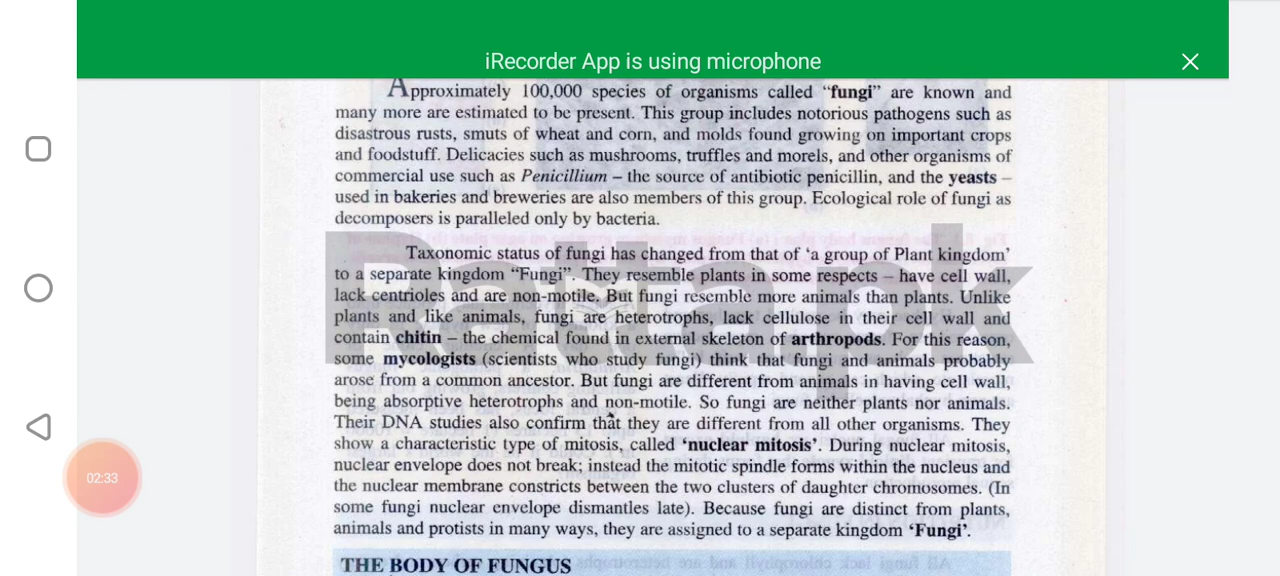 iRecorder App is using microphone
Approximately 100,000 species of organisms called "fungi" are known and
many more are estimated to be present. This group includes notorious pathogens such as
disastrous rusts, smuts of wheat and corn, and molds found growing on important crops
and foodstuff. Delicacies such as mushrooms, truffles and morels, and other organisms of
commercial use such as Penicillium – the source of antibiotic penicillin, and the yeasts –
used in bakeries and breweries are also members of this group. Ecological role of fungi as
decomposers is paralleled only by bacteria.
Taxonomic status of fungi has changed from that of 'a group of Plant kingdom'
to a separate kingdom "Fungi". They resemble plants in some respects – have cell wall,
lack centrioles and are non-motile. But fungi resemble more animals than plants. Unlike
plants and like animals, fungi are heterotrophs, lack cellulose in their cell wall and
contain chitin – the chemical found in external skeleton of arthropods. For this reason,
some mycologists (scientists who study fungi) think that fungi and animals probably
arose from a common ancestor. But fungi are different from animals in having cell wall,
being absorptive heterotrophs and non-motile. So fungi are neither plants nor animals.
Their DNA studies also confirm that they are different from all other organisms. They
show a characteristic type of mitosis, called 'nuclear mitosis'. During nuclear mitosis,
nuclear envelope does not break; instead the mitotic spindle forms within the nucleus and
the nuclear membrane constricts between the two clusters of daughter chromosomes. (In
some fungi nuclear envelope dismantles late). Because fungi are distinct from plants,
animals and protists in many ways, they are assigned to a separate kingdom 'Fungi'.
THE BODY OF FUNGUS
Ratta.pk
02:33